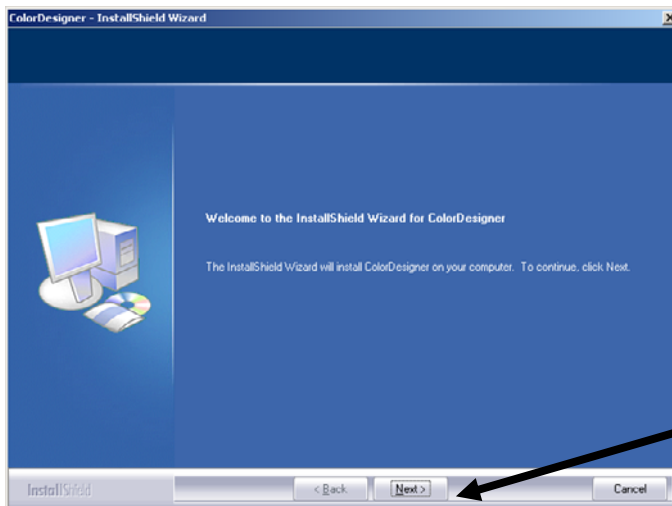 ColorDesigner - InstallShield Wizard
Welcome to the InstallShield Wizard for ColorDesigner
The InstallShield Wizard will install ColorDesigner on your computer. To continue, click Next.
InstallShield
< Back Next > Cancel